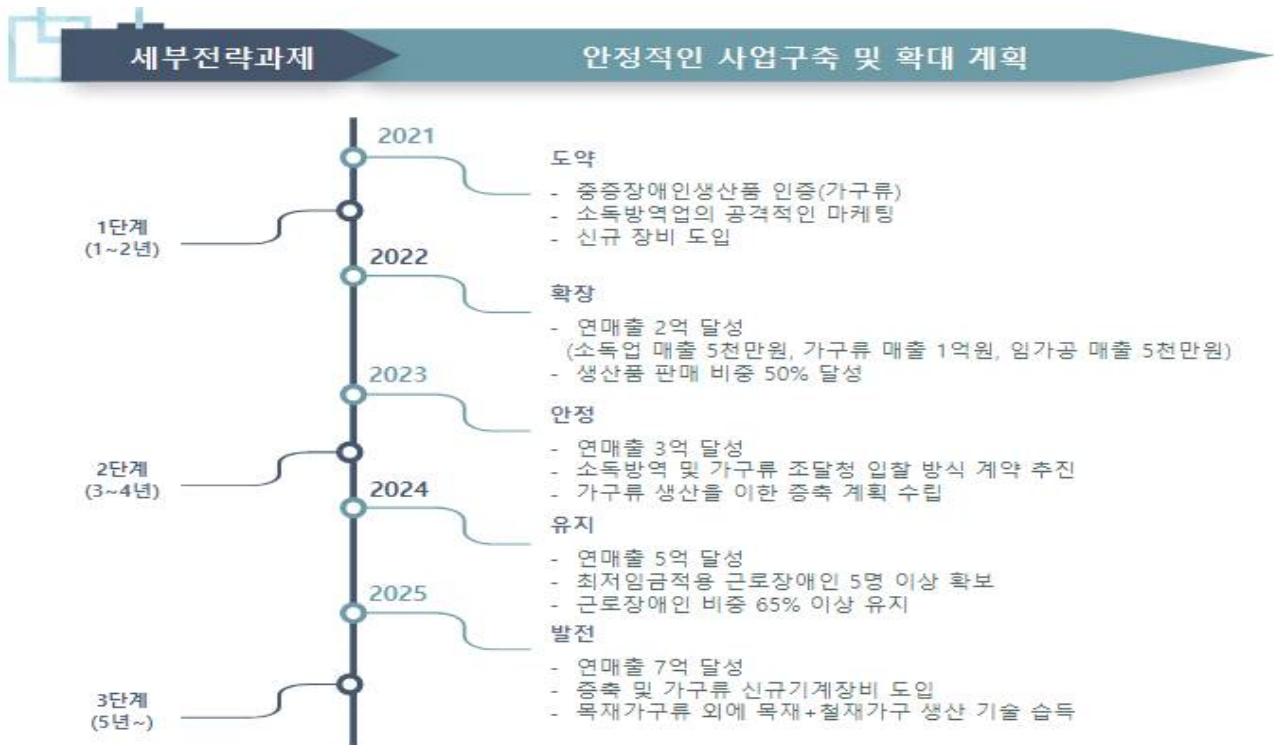 세부전략과제
안정적인 사업구축 및 확대 계획
2021
도약
- 중증장애인생산품 인증(가구류)
- 소독방역업의 공격적인 마케팅
- 신규 장비 도입
1단계
(1~2년)
2022
확장
- 연매출 2억 달성
(소독업 매출 5천만원, 가구류 매출 1억원, 임가공 매출 5천만원)
- 생산품 판매 비중 50% 달성
2023
안정
- 연매출 3억 달성
- 소독방역 및 가구류 조달청 입찰 방식 계약 추진
- 가구류 생산을 이한 증축 계획 수립
2단계
(3~4년)
2024
유지
- 연매출 5억 달성
- 최저임금적용 근로장애인 5명 이상 확보
- 근로장애인 비중 65% 이상 유지
2025
발전
- 연매출 7억 달성
- 증축 및 가구류 신규기계장비 도입
- 목재가구류 외에 목재+철재가구 생산 기술 습득
3단계
(5년~)